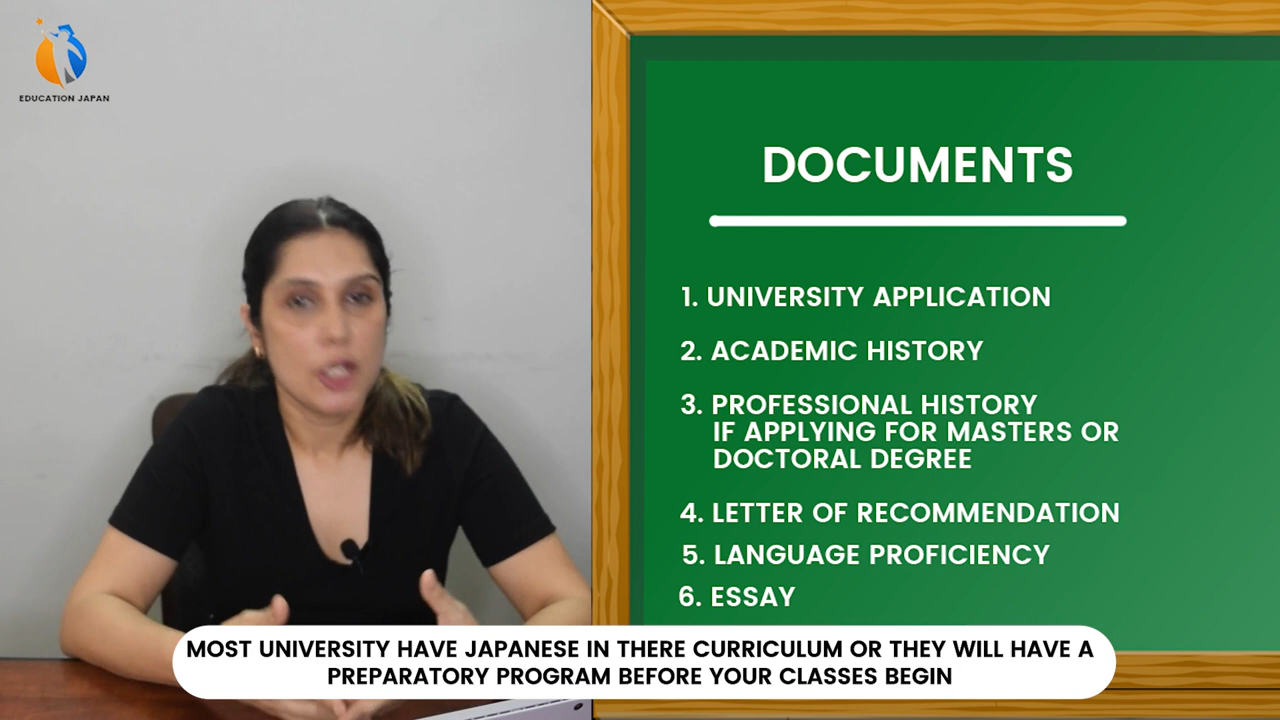 EDUCATION JAPAN
DOCUMENTS
1. UNIVERSITY APPLICATION
2. ACADEMIC HISTORY
3. PROFESSIONAL HISTORY
IF APPLYING FOR MASTERS OR
DOCTORAL DEGREE
4. LETTER OF RECOMMENDATION
5. LANGUAGE PROFICIENCY
6. ESSAY
MOST UNIVERSITY HAVE JAPANESE IN THERE CURRICULUM OR THEY WILL HAVE A
PREPARATORY PROGRAM BEFORE YOUR CLASSES BEGIN